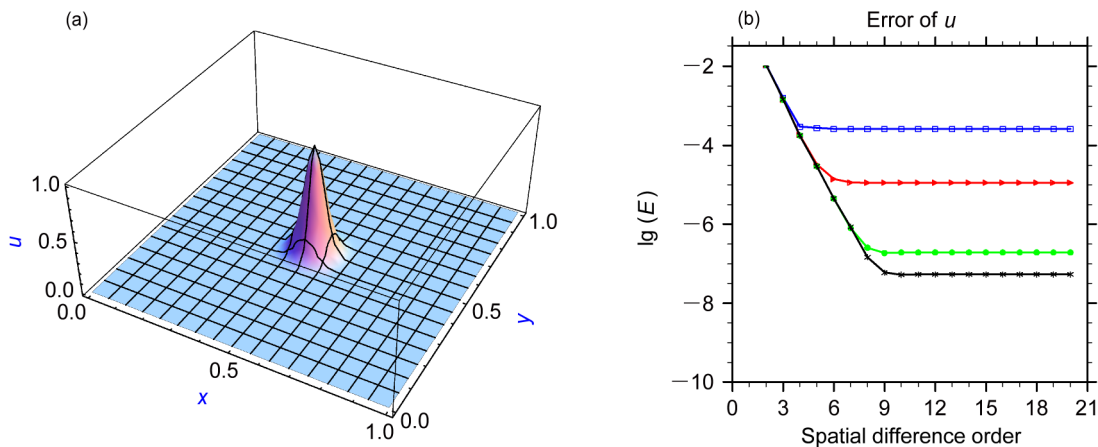 (a)
1.0
0.5
0.0
u
0.0
0.5
1.0
x
0.0
0.5
1.0
y
(b)
Error of u
lg (E)
−2
−4
−6
−8
−10
0 3 6 9 12 15 18 21
Spatial difference order